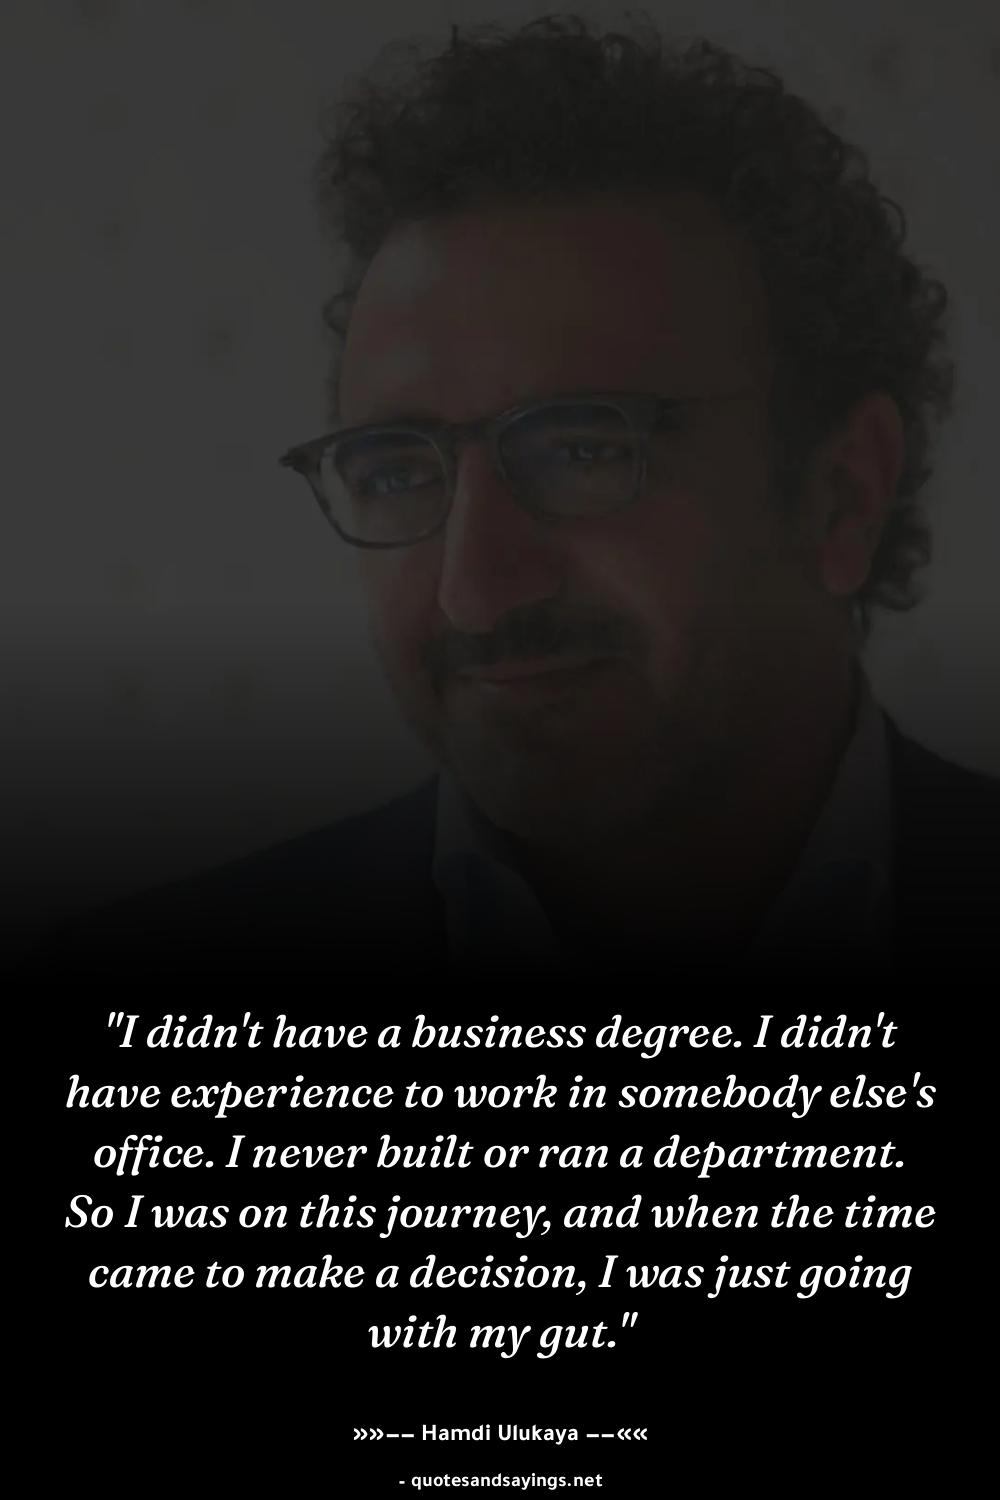 "I didn't have a business degree. I didn't
have experience to work in somebody else's
office. I never built or ran a department.
So I was on this journey, and when the time
came to make a decision, I was just going
with my gut."
»»–– Hamdi Ulukaya ––««
- quotesandsayings.net